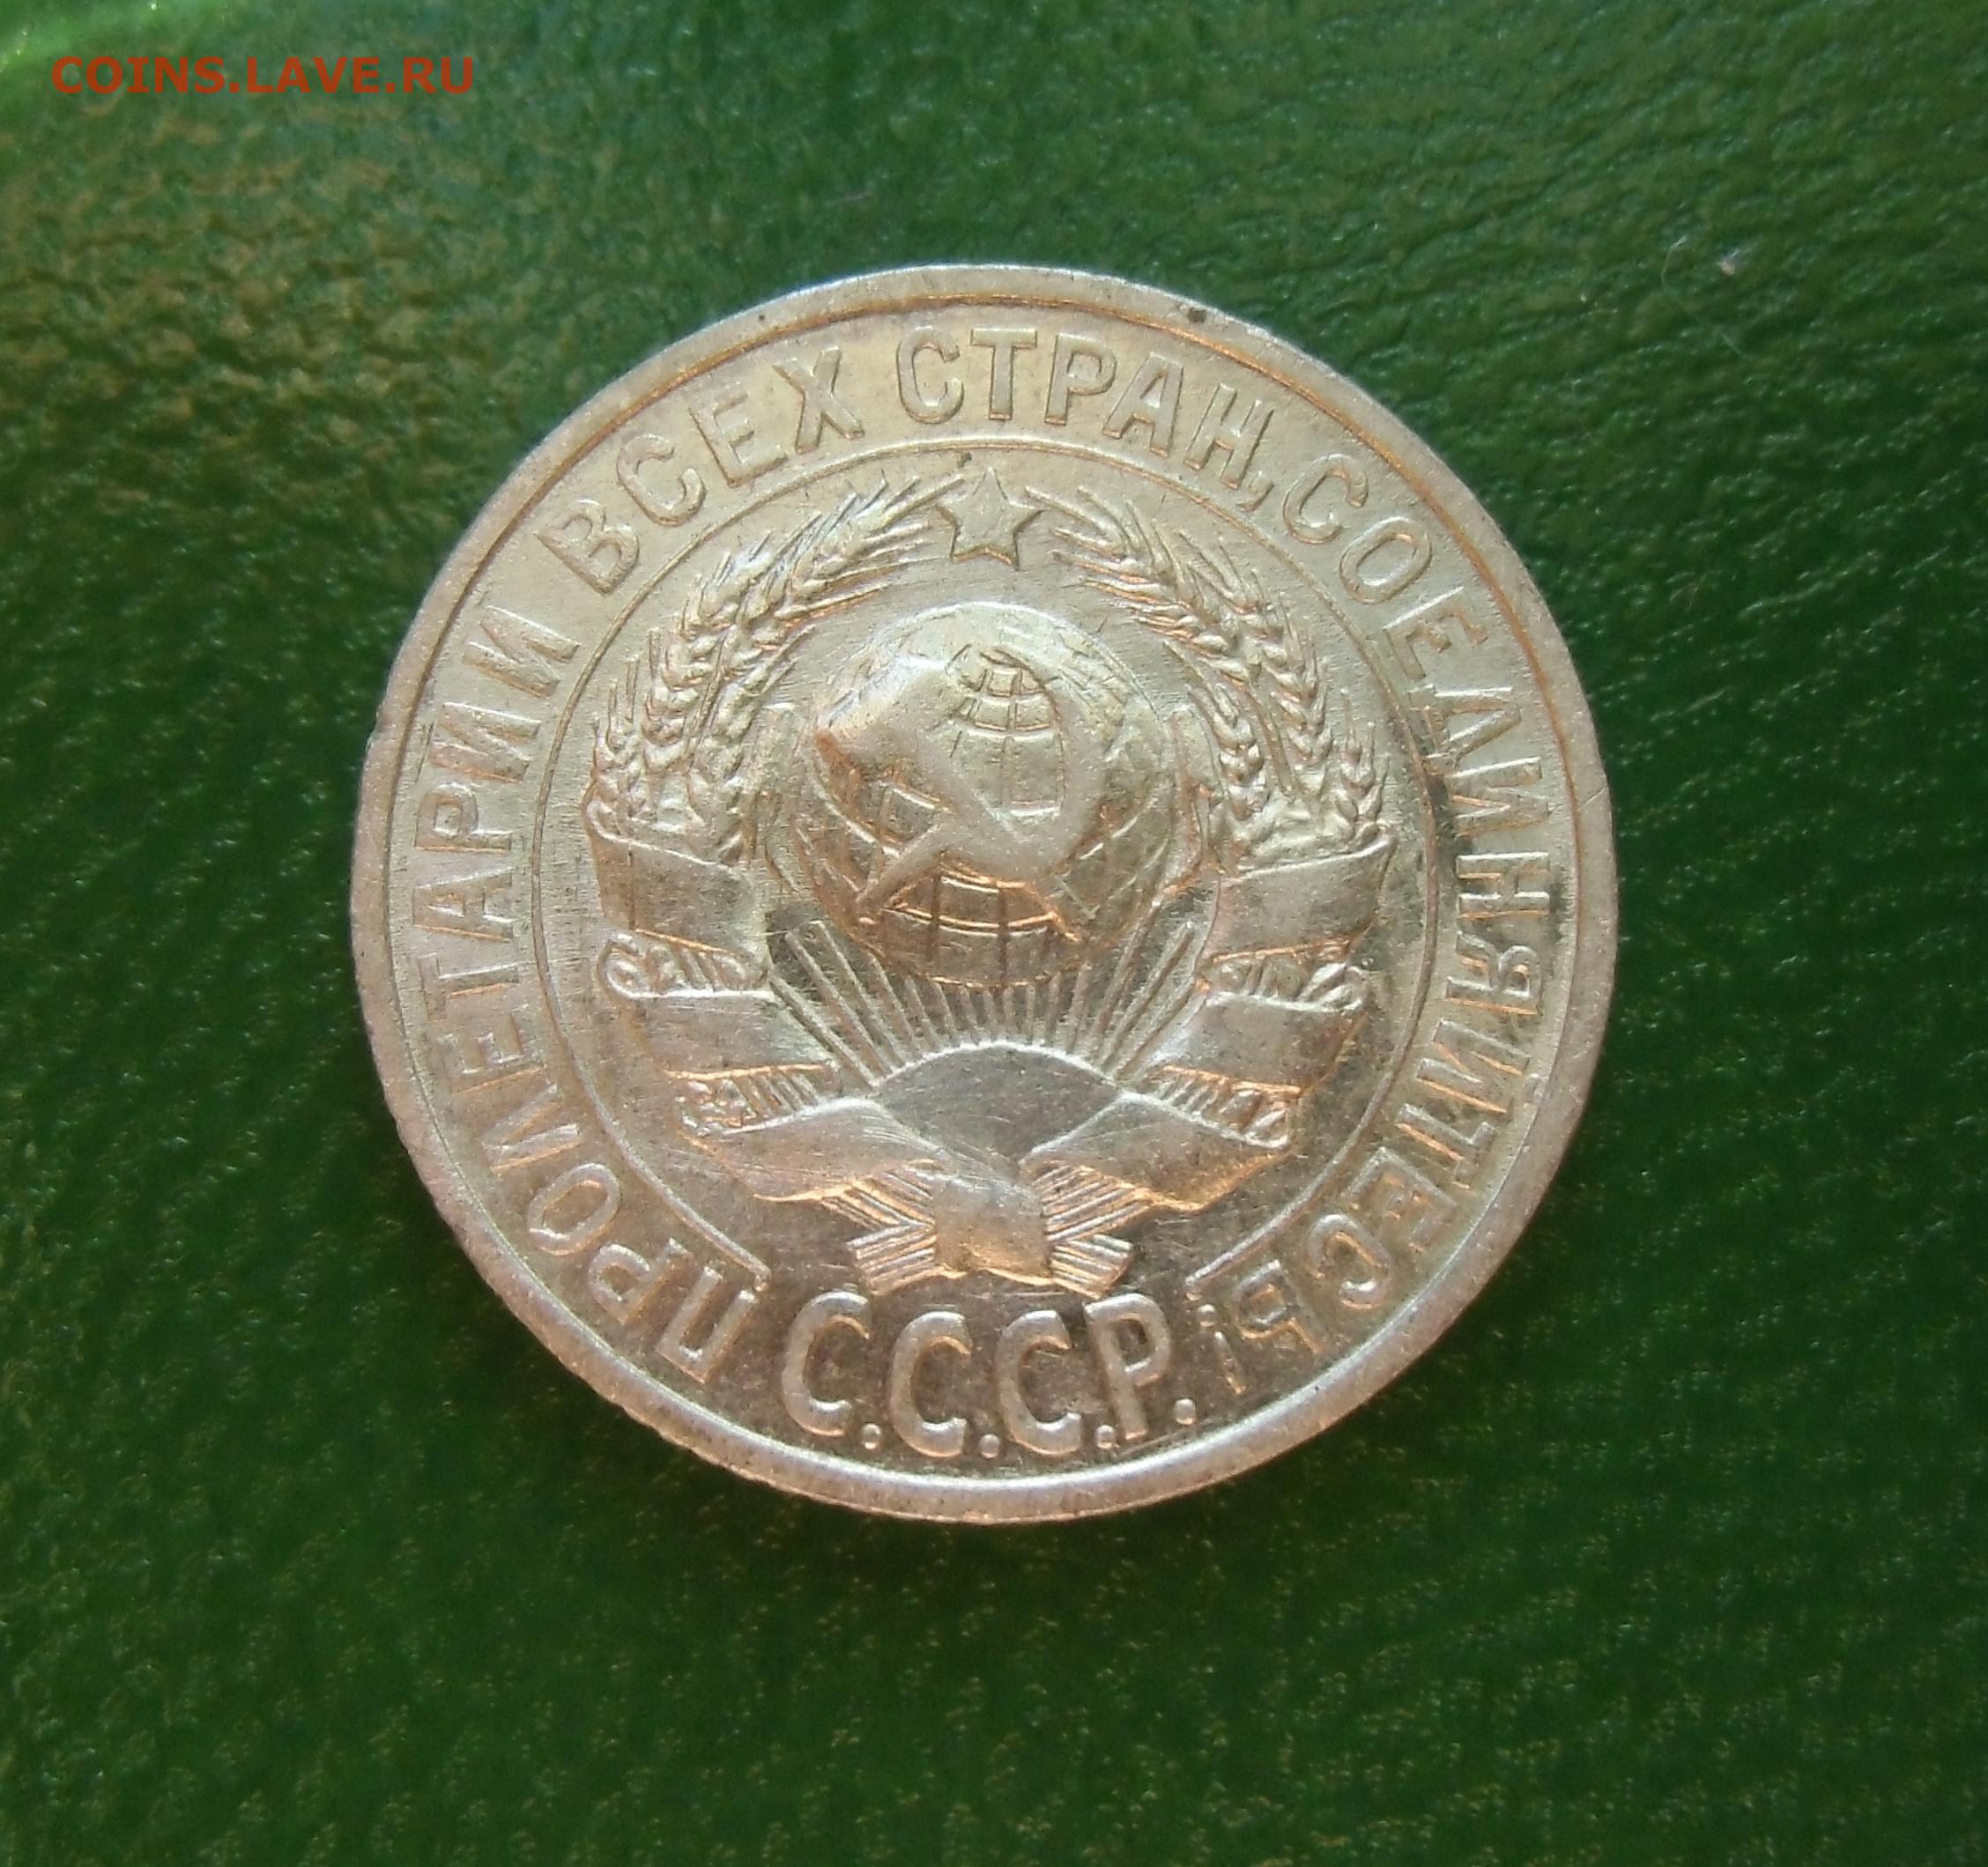 COINS.LAVE.RU
ПРОЛЕТАРИИ ВСЕХ СТРАН, СОЕДИНЯЙТЕСЬ!
С.С.С.Р.